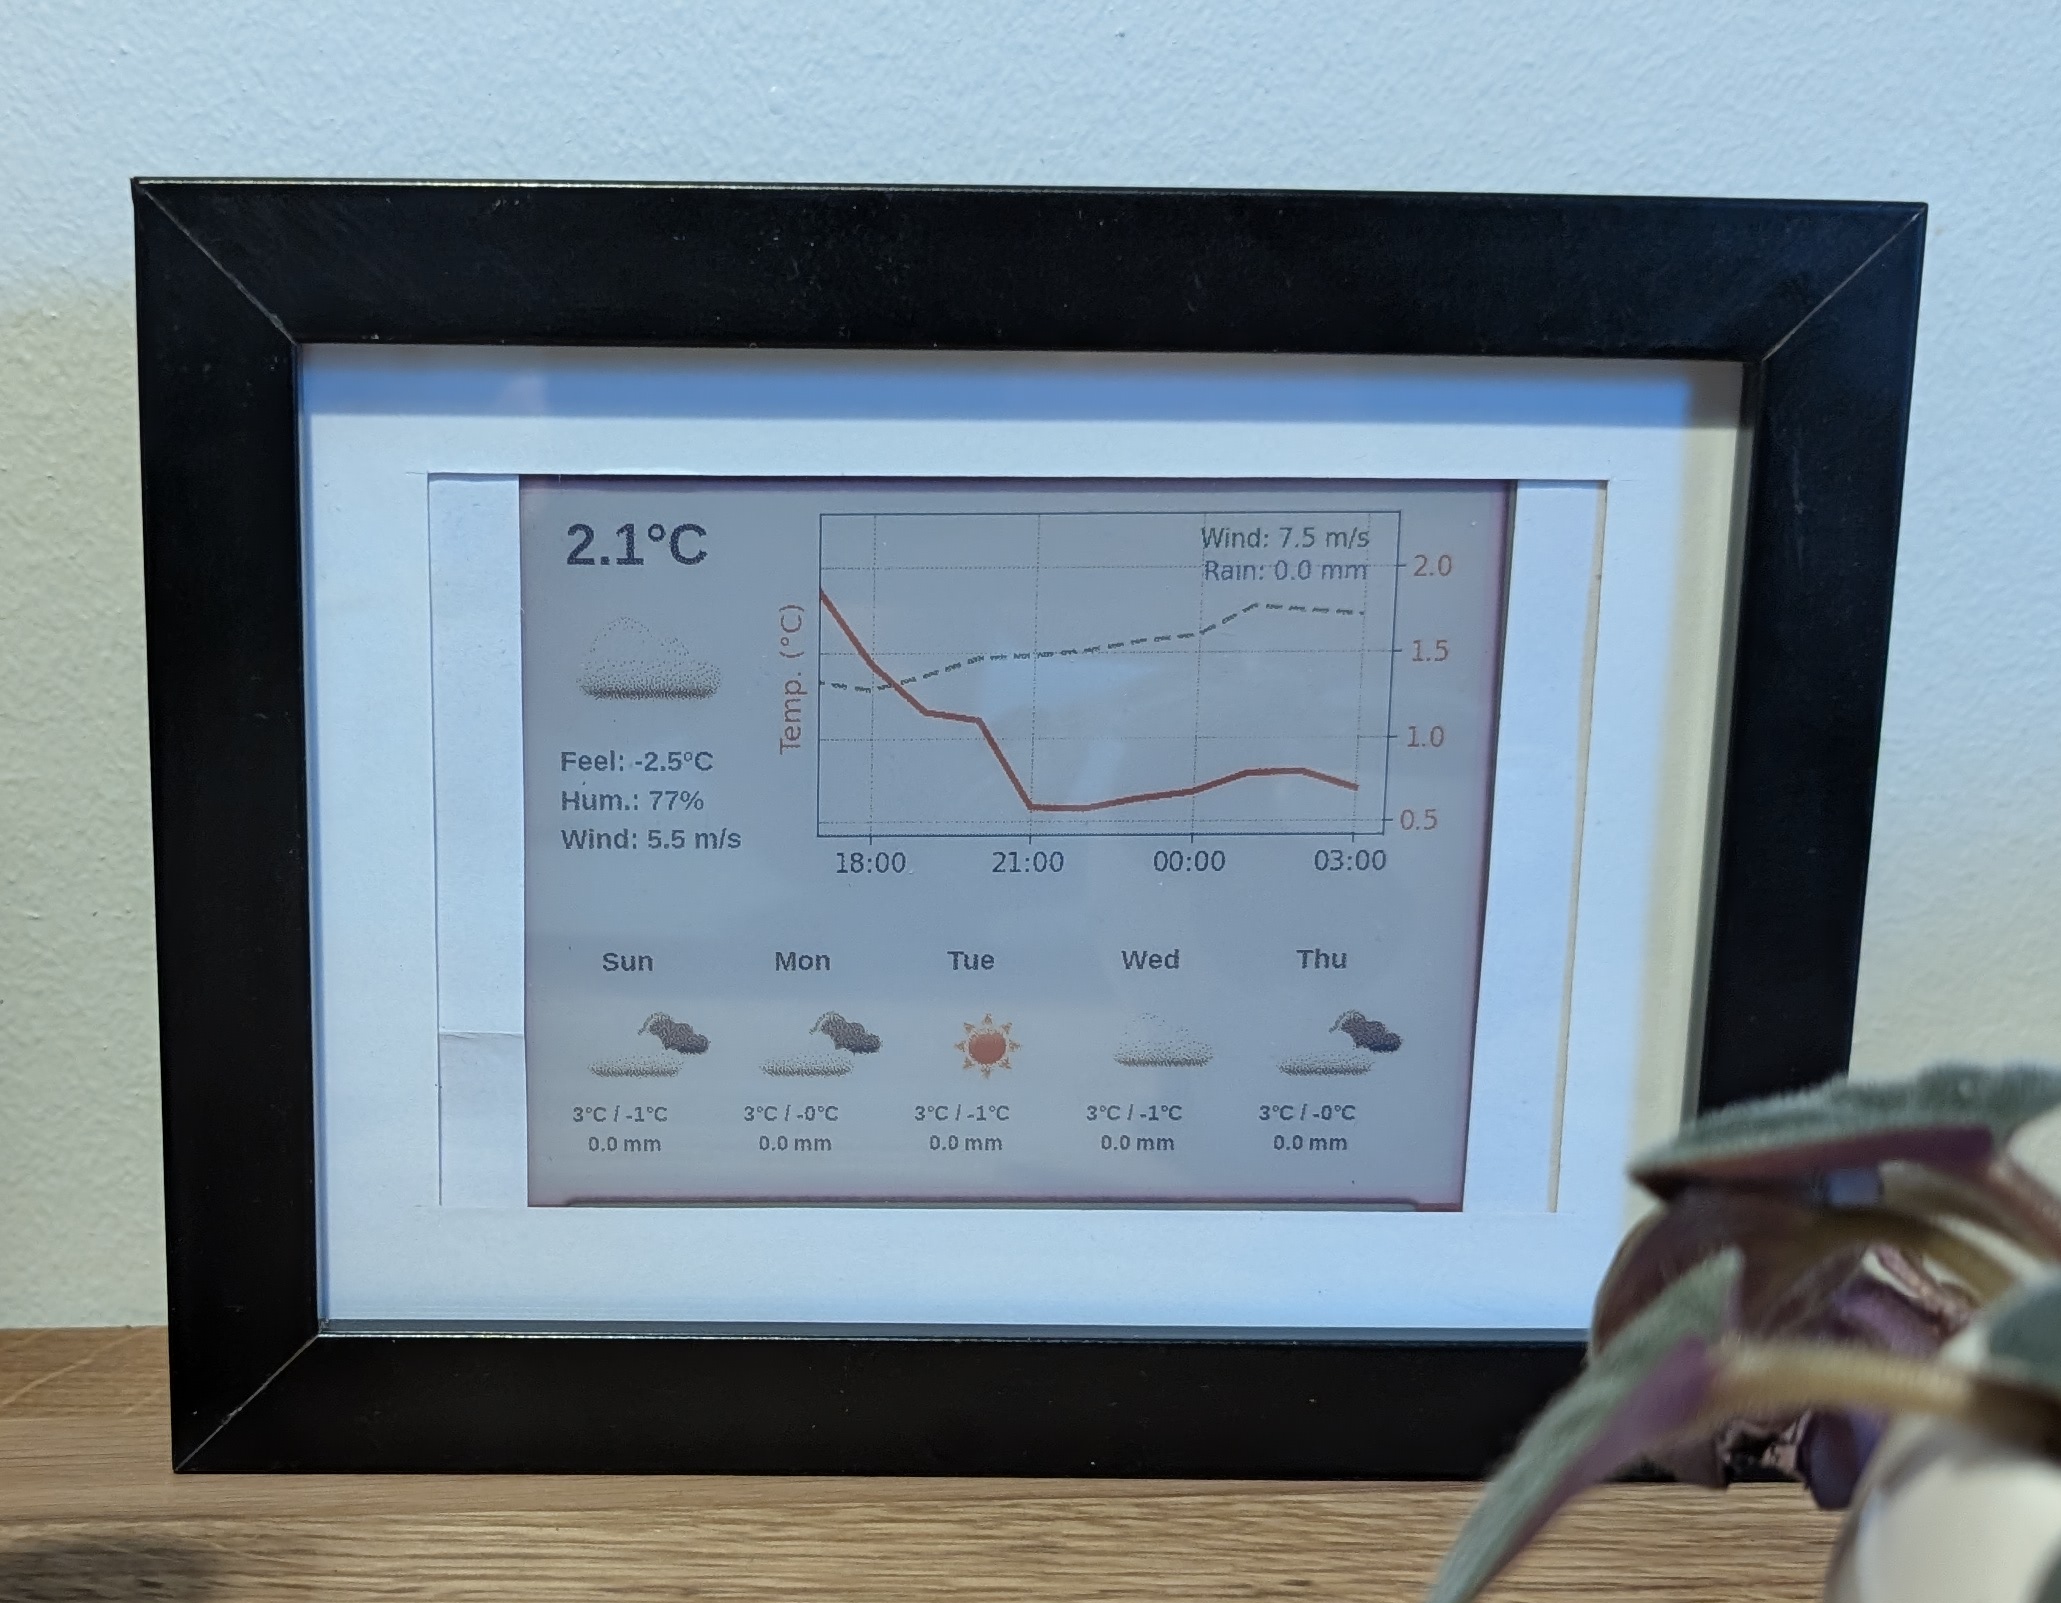 2.1°C
Feel: -2.5°C
Hum.: 77%
Wind: 5.5 m/s
Temp. (°C)
Wind: 7.5 m/s
Rain: 0.0 mm
2.0
1.5
1.0
0.5
18:00 21:00 00:00 03:00
Sun Mon Tue Wed Thu
3°C / -1°C 3°C / -0°C 3°C / -1°C 3°C / -1°C 3°C / -0°C
0.0 mm 0.0 mm 0.0 mm 0.0 mm 0.0 mm